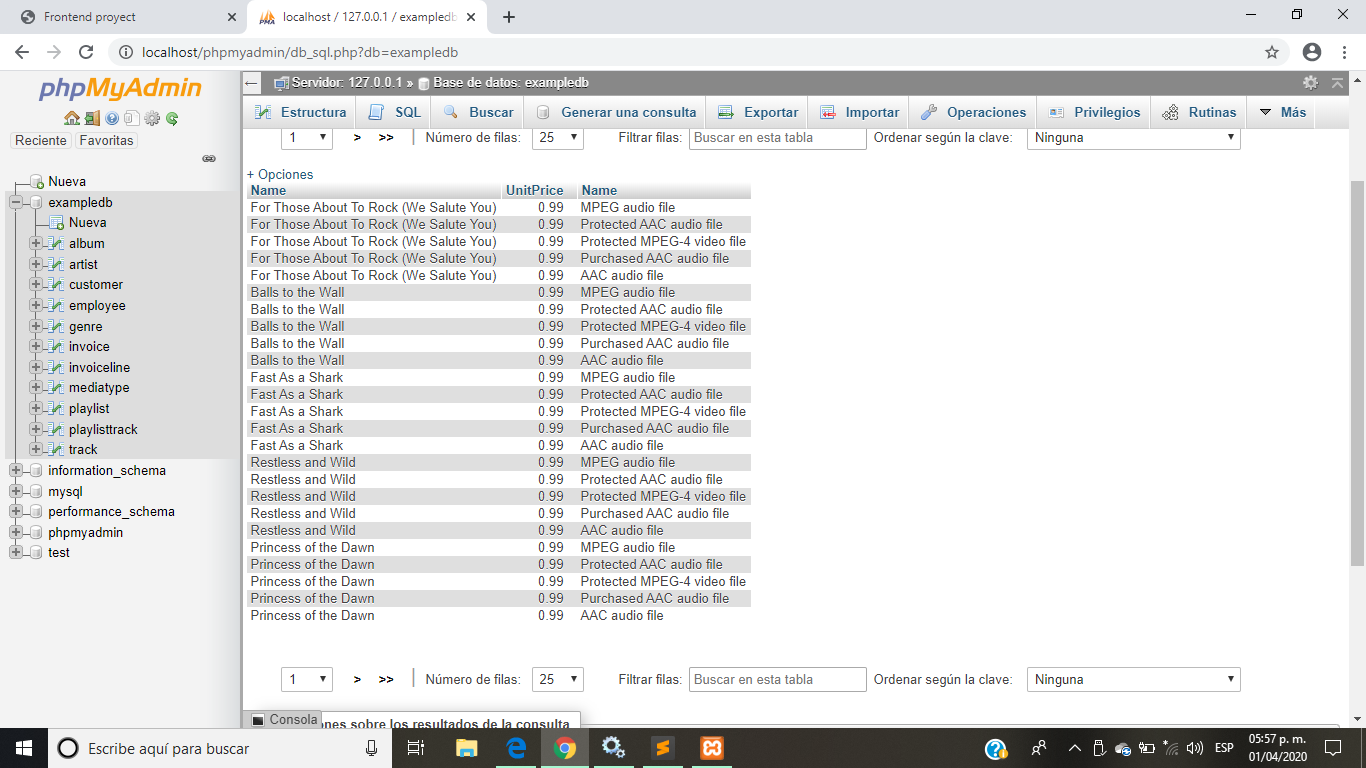 Frontend proyect
localhost / 127.0.0.1 / exampledb
localhost/phpmyadmin/db_sql.php?db=exampledb
phpMyAdmin
Reciente Favoritas
Nueva
exampledb
Nueva
album
artist
customer
employee
genre
invoice
invoiceline
mediatype
playlist
playlisttrack
track
information_schema
mysql
performance_schema
phpmyadmin
test
Servidor: 127.0.0.1 » Base de datos: exampledb
Estructura SQL Buscar Generar una consulta Exportar Importar Operaciones Privilegios Rutinas Más
1 > >> | Número de filas: 25 Filtrar filas: Buscar en esta tabla Ordenar según la clave: Ninguna
+ Opciones
Name UnitPrice Name
For Those About To Rock (We Salute You) 0.99 MPEG audio file
For Those About To Rock (We Salute You) 0.99 Protected AAC audio file
For Those About To Rock (We Salute You) 0.99 Protected MPEG-4 video file
For Those About To Rock (We Salute You) 0.99 Purchased AAC audio file
For Those About To Rock (We Salute You) 0.99 AAC audio file
Balls to the Wall 0.99 MPEG audio file
Balls to the Wall 0.99 Protected AAC audio file
Balls to the Wall 0.99 Protected MPEG-4 video file
Balls to the Wall 0.99 Purchased AAC audio file
Balls to the Wall 0.99 AAC audio file
Fast As a Shark 0.99 MPEG audio file
Fast As a Shark 0.99 Protected AAC audio file
Fast As a Shark 0.99 Protected MPEG-4 video file
Fast As a Shark 0.99 Purchased AAC audio file
Fast As a Shark 0.99 AAC audio file
Restless and Wild 0.99 MPEG audio file
Restless and Wild 0.99 Protected AAC audio file
Restless and Wild 0.99 Protected MPEG-4 video file
Restless and Wild 0.99 Purchased AAC audio file
Restless and Wild 0.99 AAC audio file
Princess of the Dawn 0.99 MPEG audio file
Princess of the Dawn 0.99 Protected AAC audio file
Princess of the Dawn 0.99 Protected MPEG-4 video file
Princess of the Dawn 0.99 Purchased AAC audio file
Princess of the Dawn 0.99 AAC audio file
1 > >> | Número de filas: 25 Filtrar filas: Buscar en esta tabla Ordenar según la clave: Ninguna
Consola
ones sobre los resultados de la consulta
Escribe aquí para buscar
ESP
05:57 p. m.
01/04/2020